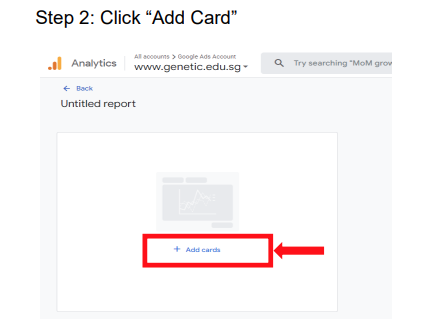 Step 2: Click “Add Card”
Analytics
All accounts > Google Ads Account
www.genetic.edu.sg
Try searching "MoM grow
← Back
Untitled report
+ Add cards